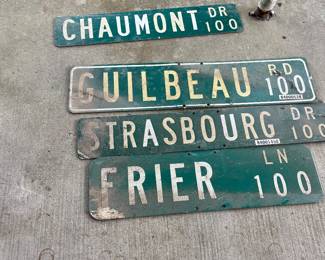 CHAUMONT DR 100
GUILBEAU RD 100
STRASBOURG DR 100
FRIER LN 100